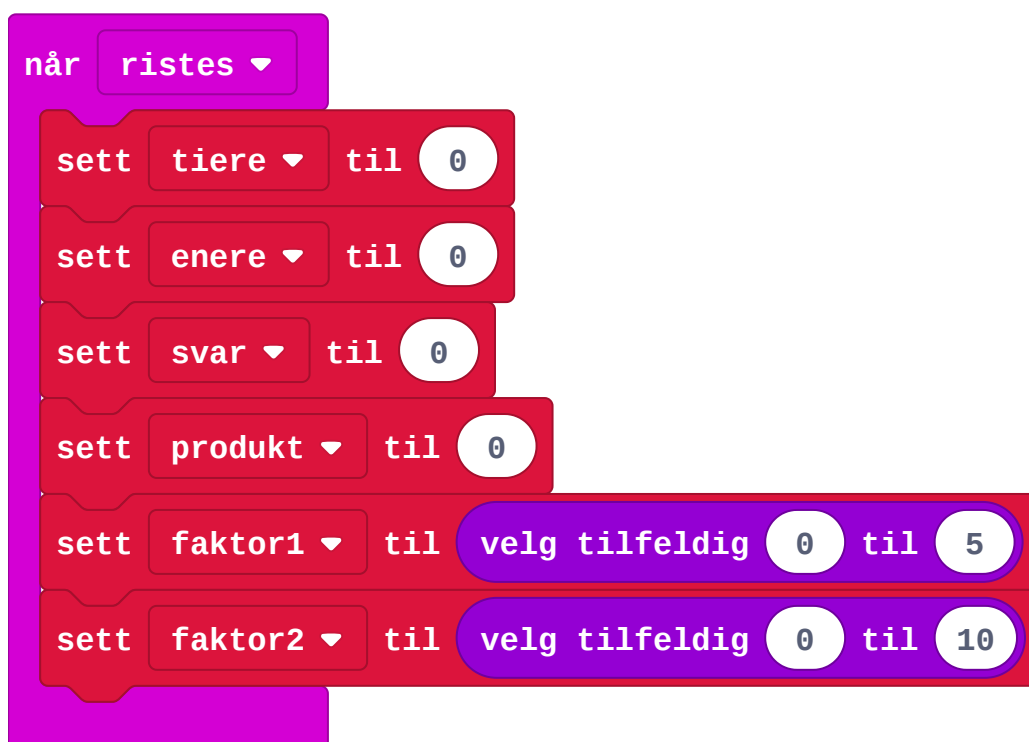 når ristes
sett tiere til 0
sett enere til 0
sett svar til 0
sett produkt til 0
sett faktor1 til velg tilfeldig 0 til 5
sett faktor2 til velg tilfeldig 0 til 10